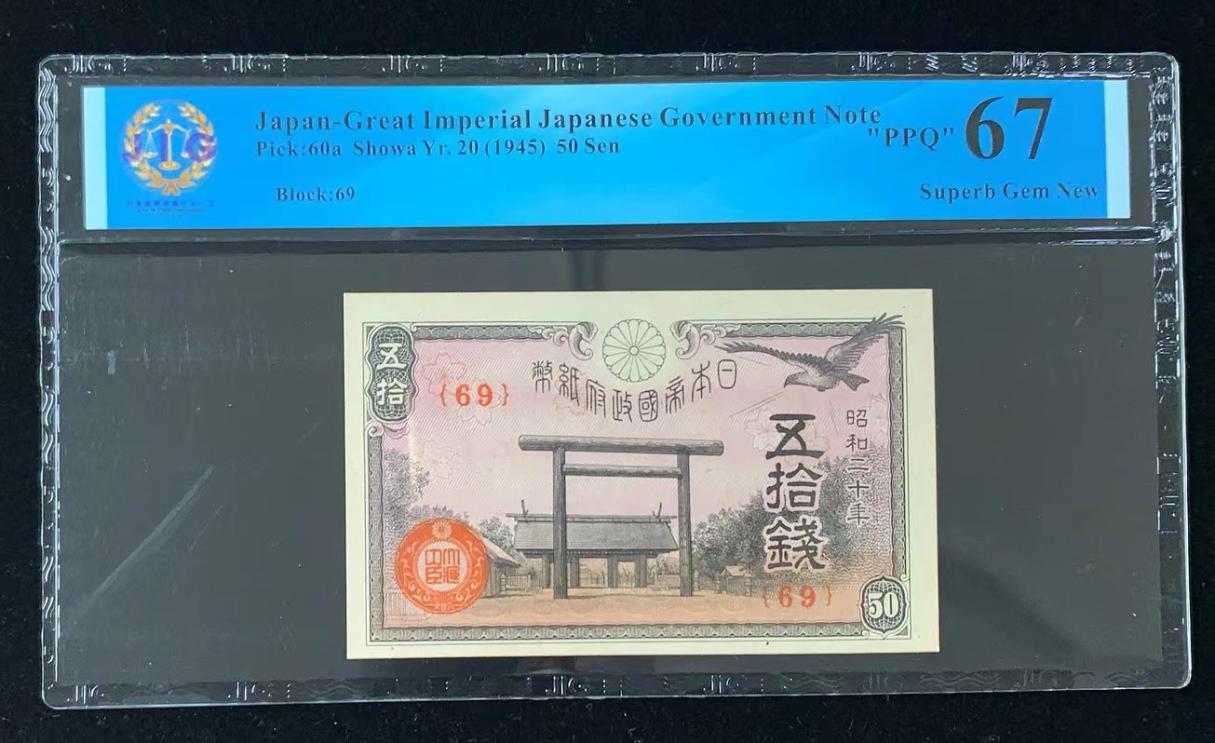 JTG
Japan-Great Imperial Japanese Government Note
Pick:60a Showa Yr. 20 (1945) 50 Sen
Block:69
"PPQ" 67
Superb Gem New
日本帝國政府紙幣
五拾
{69}
五拾錢
昭和二十年
{69}
50